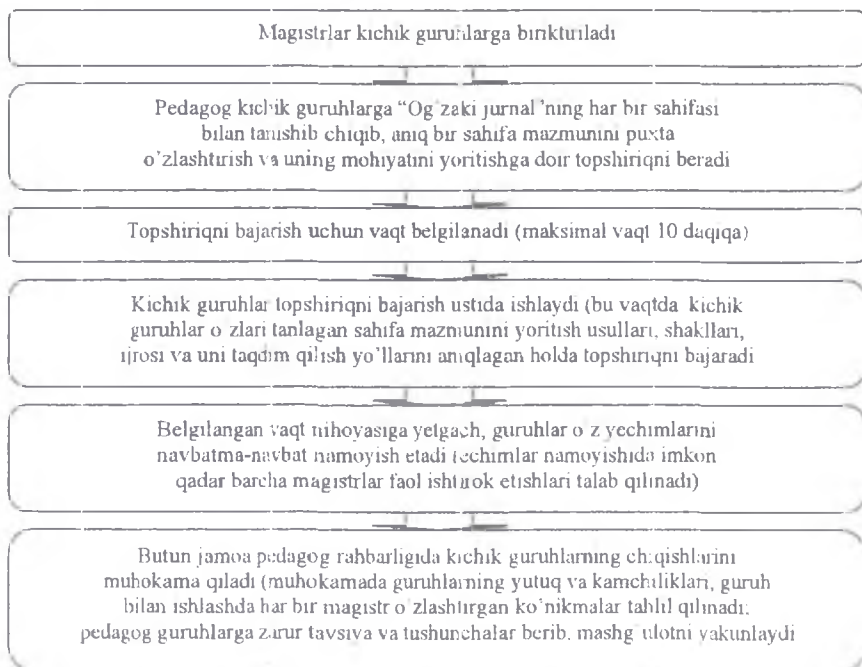 Magistrlar kichik guruhlarga biriktiriladi
Pedagog kichik guruhlarga “Og'zaki jurnal”ning har bir sahifasi
bilan tanishib chiqib, aniq bir sahifa mazmunini puxta
o'zlashtirish va uning mohiyatini yoritishga doir topshiriqni beradi
Topshiriqni bajarish uchun vaqt belgilanadi (maksimal vaqt 10 daqiqa)
Kichik guruhlar topshiriqni bajarish ustida ishlaydi (bu vaqtda kichik
guruhlar o'zlari tanlagan sahifa mazmunini yoritish usullari, shakllari,
ijrosi va uni taqdim qilish yo'llarini aniqlagan holda topshiriqni bajaradi
Belgilangan vaqt nihoyasiga yetgach, guruhlar o'z yechimlarini
navbatma-navbat namoyish etadi (echimlar namoyishida imkon
qadar barcha magistrlar faol ishtirok etishlari talab qilinadi)
Butun jamoa pedagog rahbarligida kichik guruhlarning chiqishlarini
muhokama qiladi (muhokamada guruhlarning yutuq va kamchiliklari, guruh
bilan ishlashda har bir magistr o'zlashtirgan ko'nikmalar tahlil qilinadi;
pedagog guruhlarga zarur tavsiya va tushunchalar berib, mashg'ulotni yakunlaydi